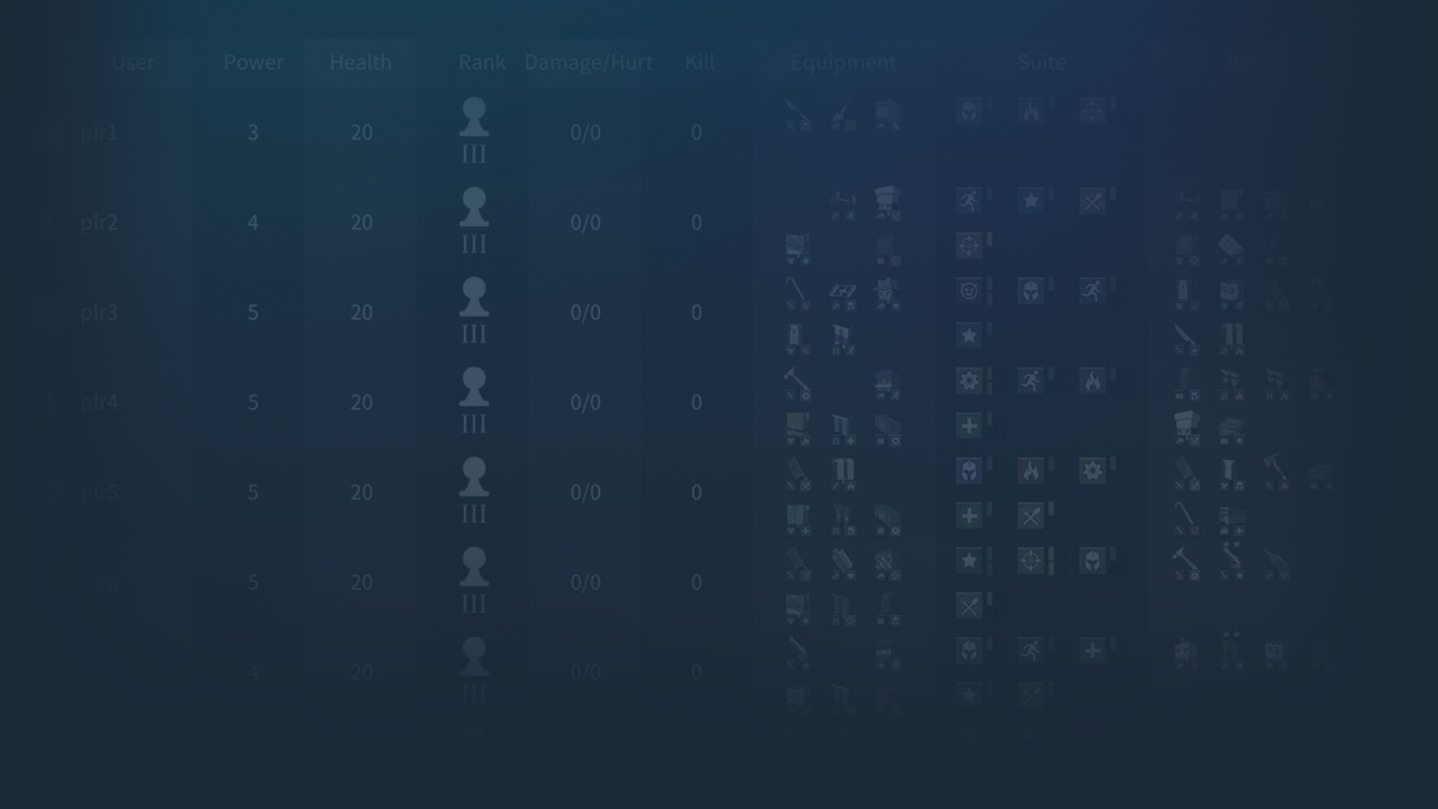 User Power Health Rank Damage/Hurt Kill Equipment Suite Bench
plr1 3 20 III 0/0 0
plr2 4 20 III 0/0 0
plr3 5 20 III 0/0 0
plr4 5 20 III 0/0 0
plr5 5 20 III 0/0 0
plr6 5 20 III 0/0 0
4 20 III 0/0 0